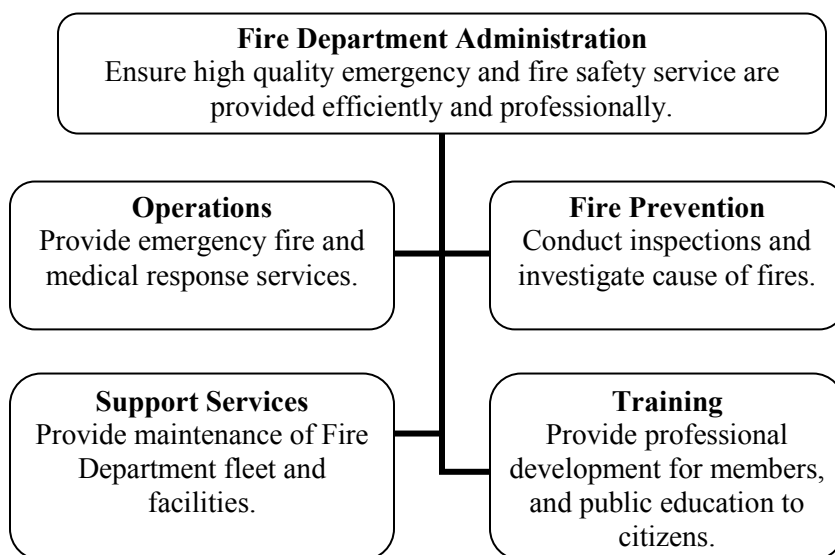 Fire Department Administration
Ensure high quality emergency and fire safety service are
provided efficiently and professionally.
Operations
Provide emergency fire and
medical response services.
Fire Prevention
Conduct inspections and
investigate cause of fires.
Support Services
Provide maintenance of Fire
Department fleet and
facilities.
Training
Provide professional
development for members,
and public education to
citizens.